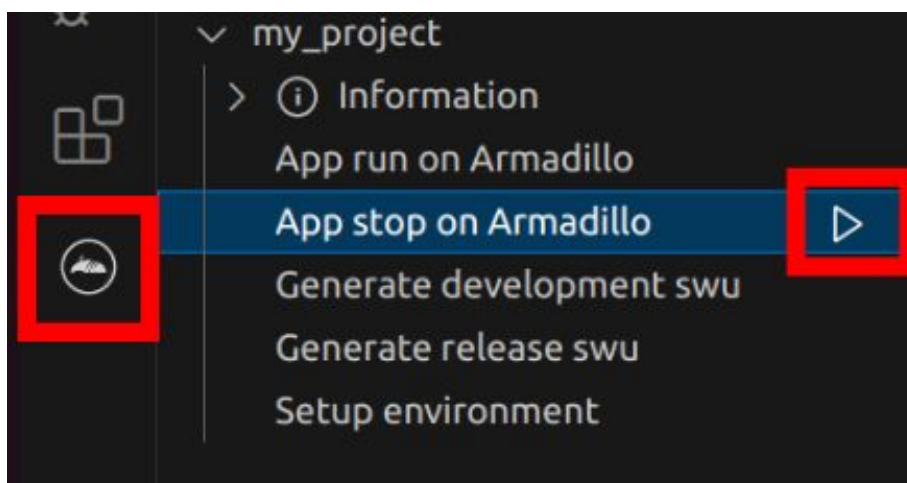 my_project
Information
App run on Armadillo
App stop on Armadillo
Generate development swu
Generate release swu
Setup environment